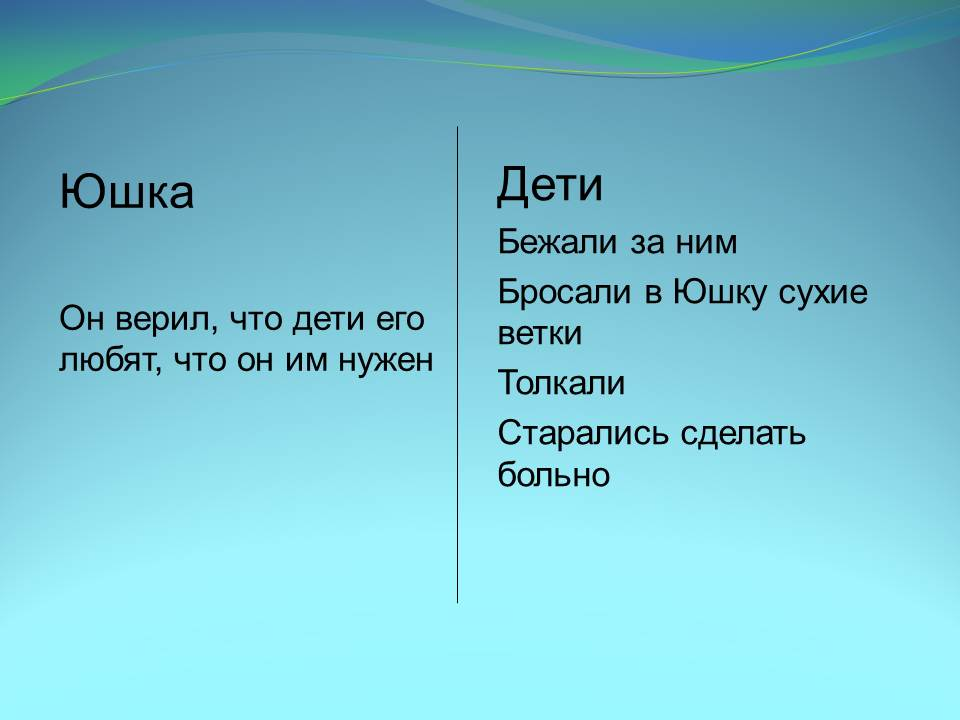 Юшка
Он верил, что дети его
любят, что он им нужен
Дети
Бежали за ним
Бросали в Юшку сухие
ветки
Толкали
Старались сделать
больно